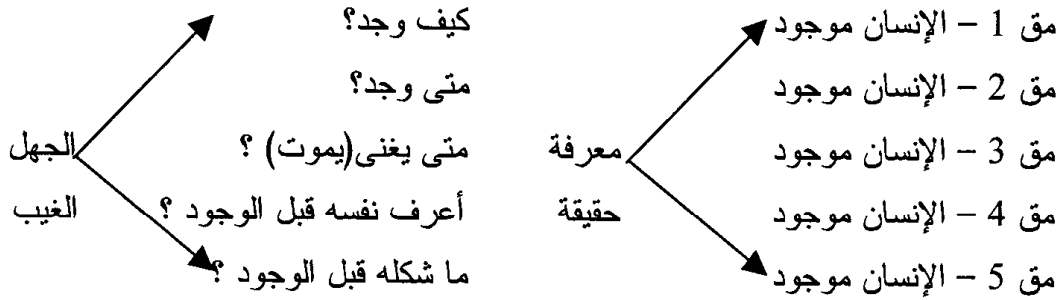 مق 1 – الإنسان موجود كيف وجد؟
مق 2 – الإنسان موجود متى وجد؟
مق 3 – الإنسان موجود معرفة متى يغنى(يموت) ؟ الجهل
مق 4 – الإنسان موجود حقيقة أعرف نفسه قبل الوجود ؟ الغيب
مق 5 – الإنسان موجود ما شكله قبل الوجود ؟